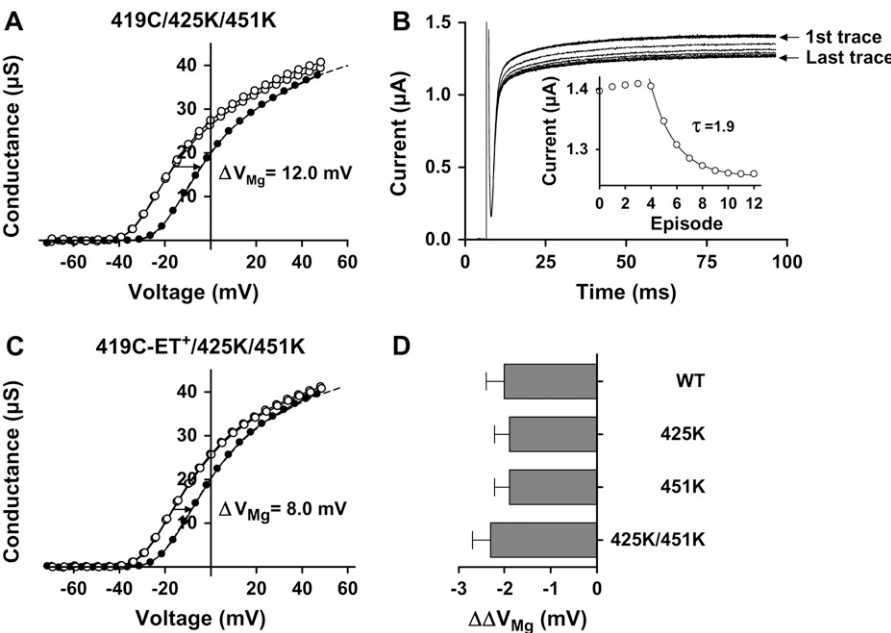 A
419C/425K/451K
Conductance (μS)
40
30
20
10
0
ΔV_Mg= 12.0 mV
-60 -40 -20 0 20 40 60
Voltage (mV)
B
Current (μA)
1.5
1.0
0.5
0.0
1st trace
Last trace
Current (μA)
1.4
1.3
τ =1.9
0 2 4 6 8 10 12
Episode
0 25 50 75 100
Time (ms)
C
419C-ET⁺/425K/451K
Conductance (μS)
40
30
20
10
0
ΔV_Mg= 8.0 mV
-60 -40 -20 0 20 40 60
Voltage (mV)
D
WT
425K
451K
425K/451K
-3 -2 -1 0
ΔΔV_Mg (mV)